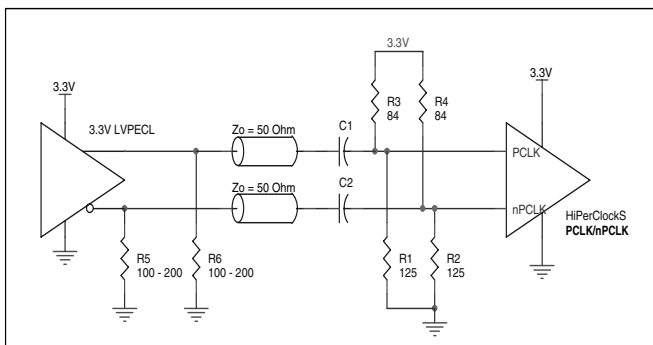 3.3V
3.3V
3.3V
3.3V LVPECL
R3
84
R4
84
Zo = 50 Ohm
C1
PCLK
Zo = 50 Ohm
C2
nPCLK
HiPerClockS
PCLK/nPCLK
R5
100 - 200
R6
100 - 200
R1
125
R2
125